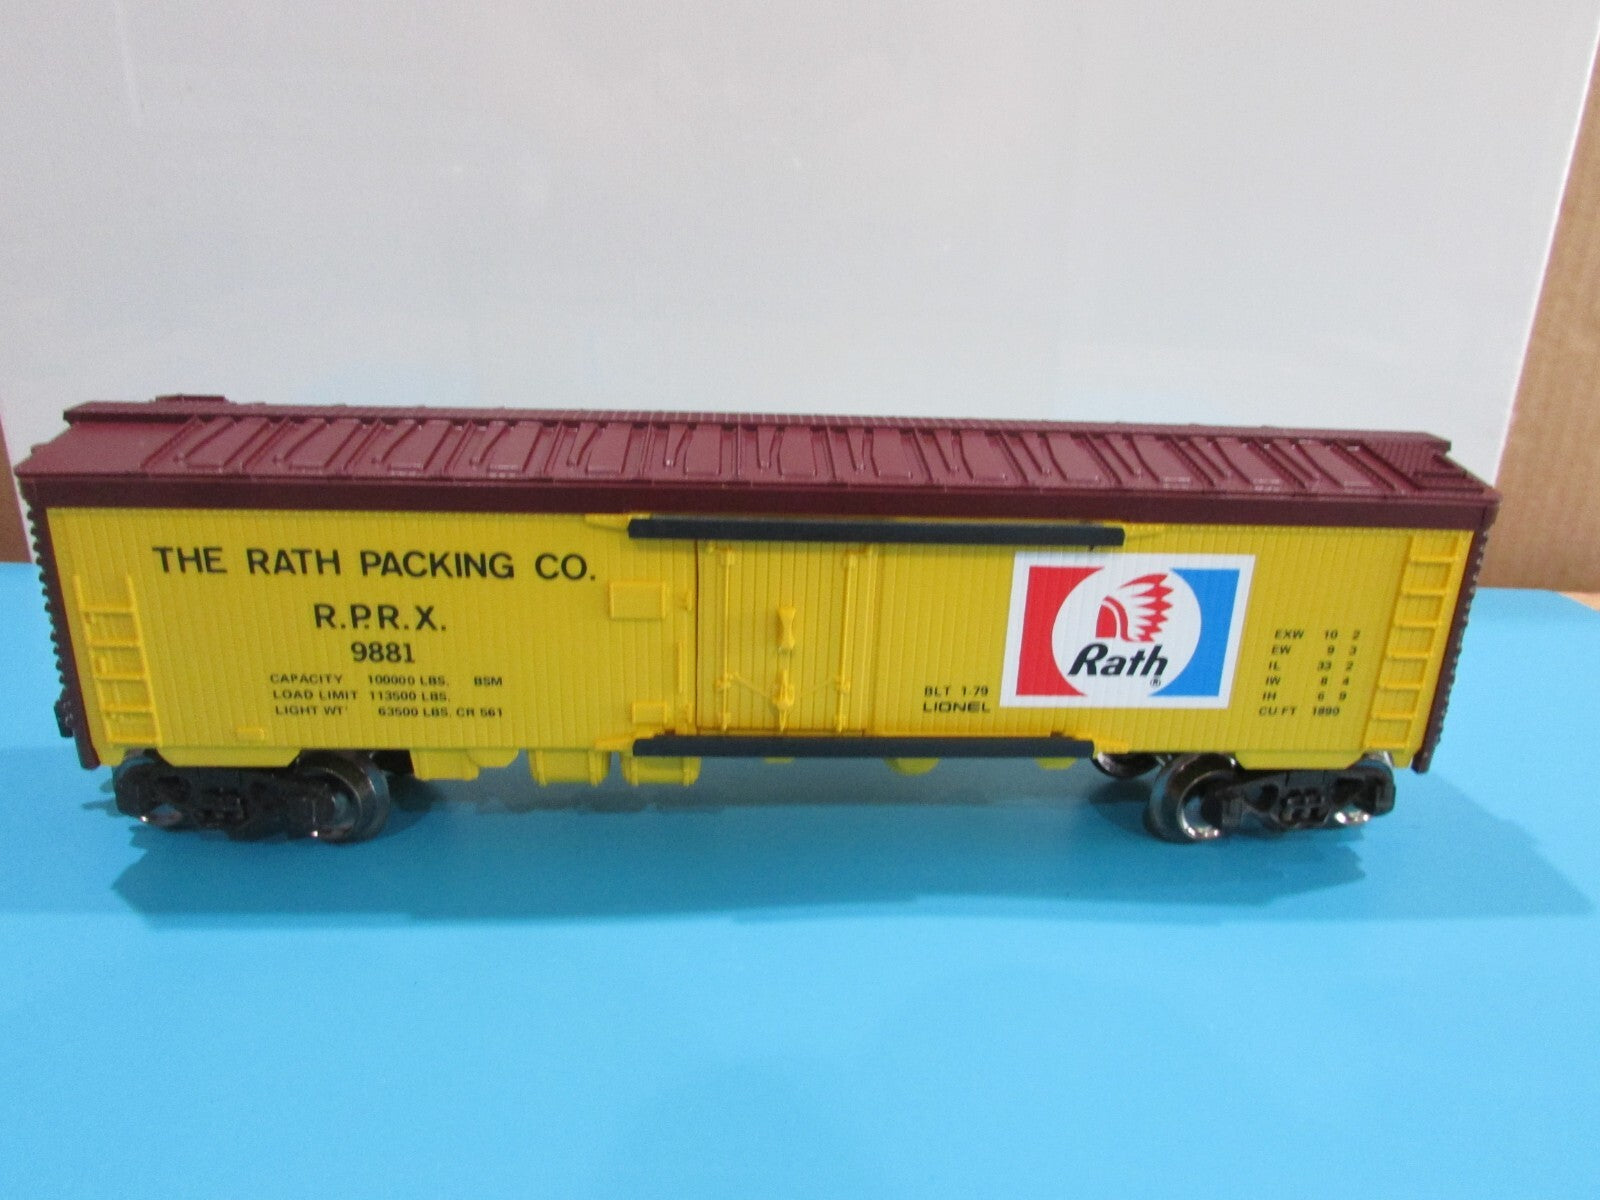 THE RATH PACKING CO.
R.P.R.X.
9881
CAPACITY 100000 LBS. BSM
LOAD LIMIT 113500 LBS.
LIGHT WT' 63500 LBS. CR 561
BLT 1-79
LIONEL
Rath®
EXW 10 2
EW 9 3
IL 33 2
IW 8 4
IH 6 9
CU FT 1890